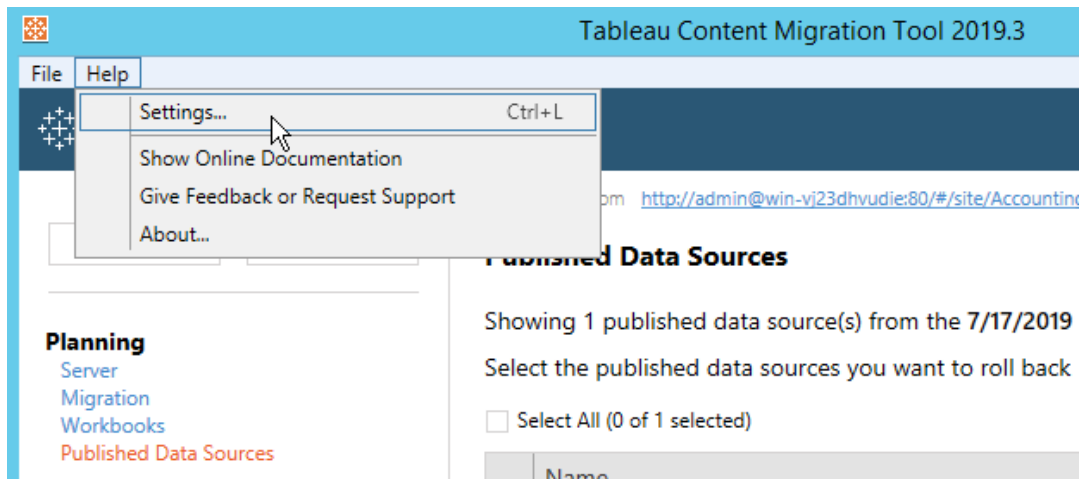 Tableau Content Migration Tool 2019.3
File Help
Settings... Ctrl+L
Show Online Documentation
Give Feedback or Request Support
About...
http://admin@win-vj23dhvudie:80/#/site/Accounting
Published Data Sources
Showing 1 published data source(s) from the 7/17/2019
Select the published data sources you want to roll back
Select All (0 of 1 selected)
Name
Planning
Server
Migration
Workbooks
Published Data Sources